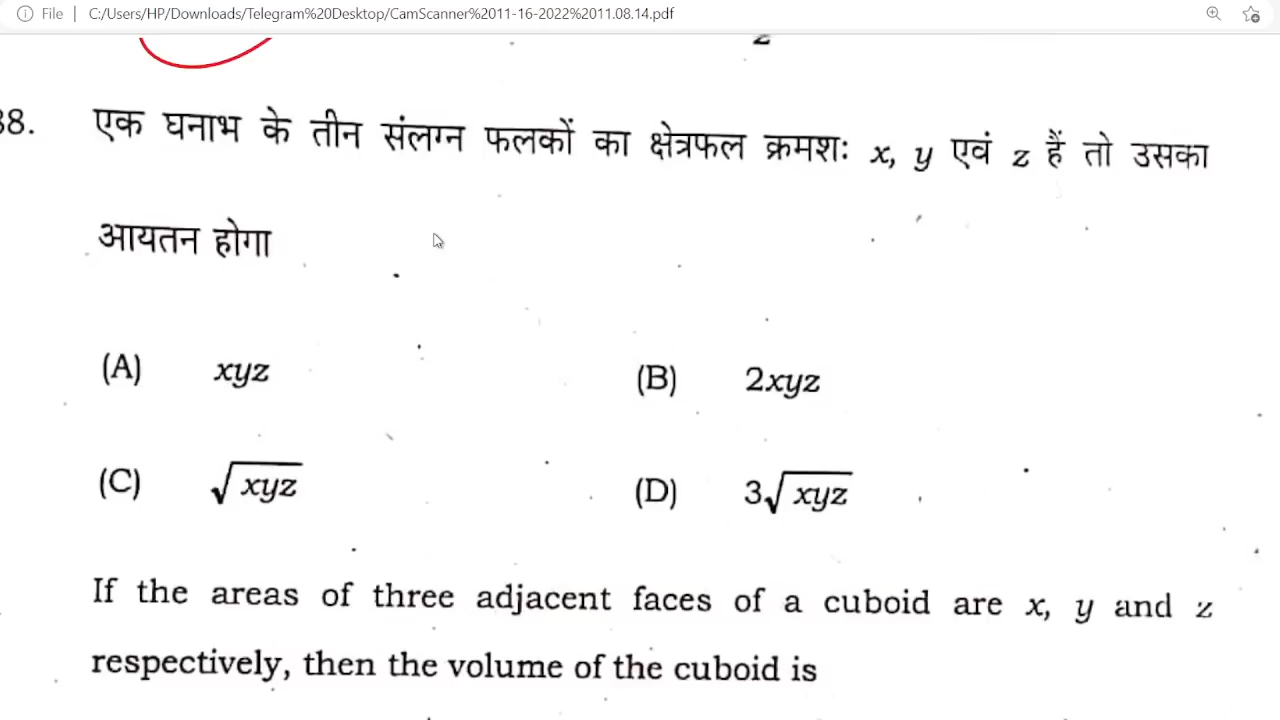 File | C:/Users/HP/Downloads/Telegram%20Desktop/CamScanner%2011-16-2022%2011.08.14.pdf
38. एक घनाभ के तीन संलग्न फलकों का क्षेत्रफल क्रमशः x, y एवं z हैं तो उसका
आयतन होगा
(A) xyz (B) 2xyz
(C) √xyz (D) 3√xyz
If the areas of three adjacent faces of a cuboid are x, y and z
respectively, then the volume of the cuboid is